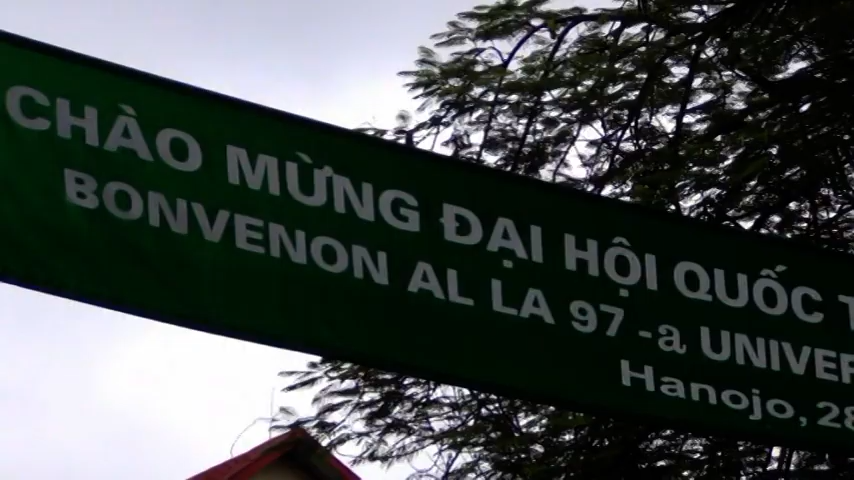 CHÀO MỪNG ĐẠI HỘI QUỐC
BONVENON AL LA 97-a UNIVER
Hanojo, 28